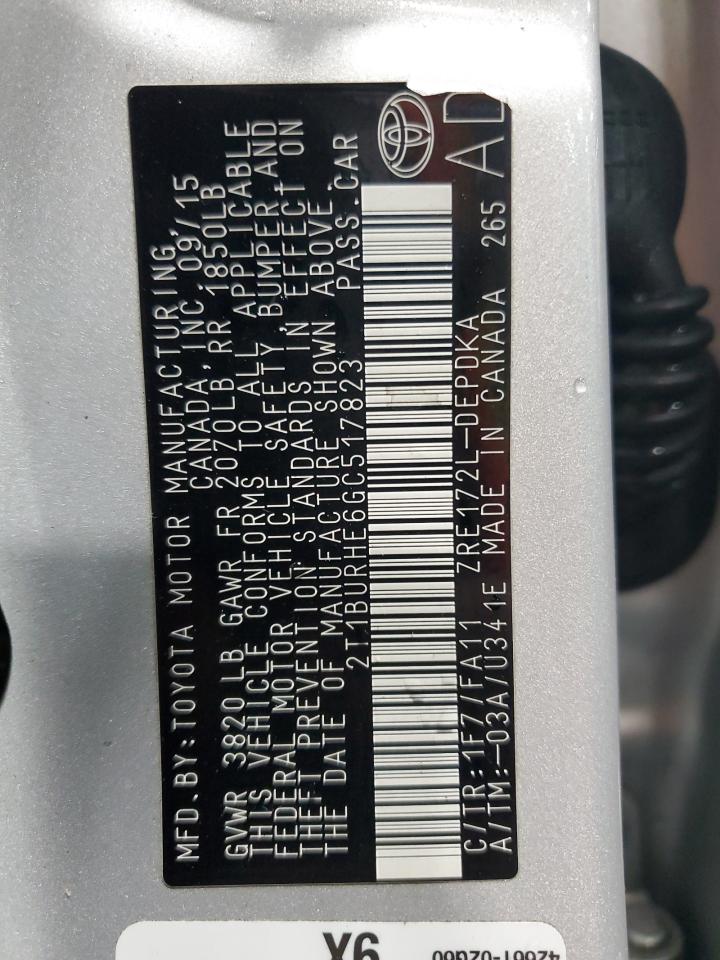 MFD.BY:TOYOTA MOTOR MANUFACTURING
CANADA, INC. 09/15
GVWR 3820 LB GAWR FR 2070LB, RR 1850LB
THIS VEHICLE CONFORMS TO ALL APPLICABLE
FEDERAL MOTOR VEHICLE SAFETY, BUMPER, AND
THEFT PREVENTION STANDARDS IN EFFECT ON
THE DATE OF MANUFACTURE SHOWN ABOVE.
2T1BURHE6GC517823 PASS.CAR
C/TR:1F7/FA11 ZRE172L-DEPDKA
A/TM:-03A/U341E MADE IN CANADA 265
AD
X6
42661-02Q60